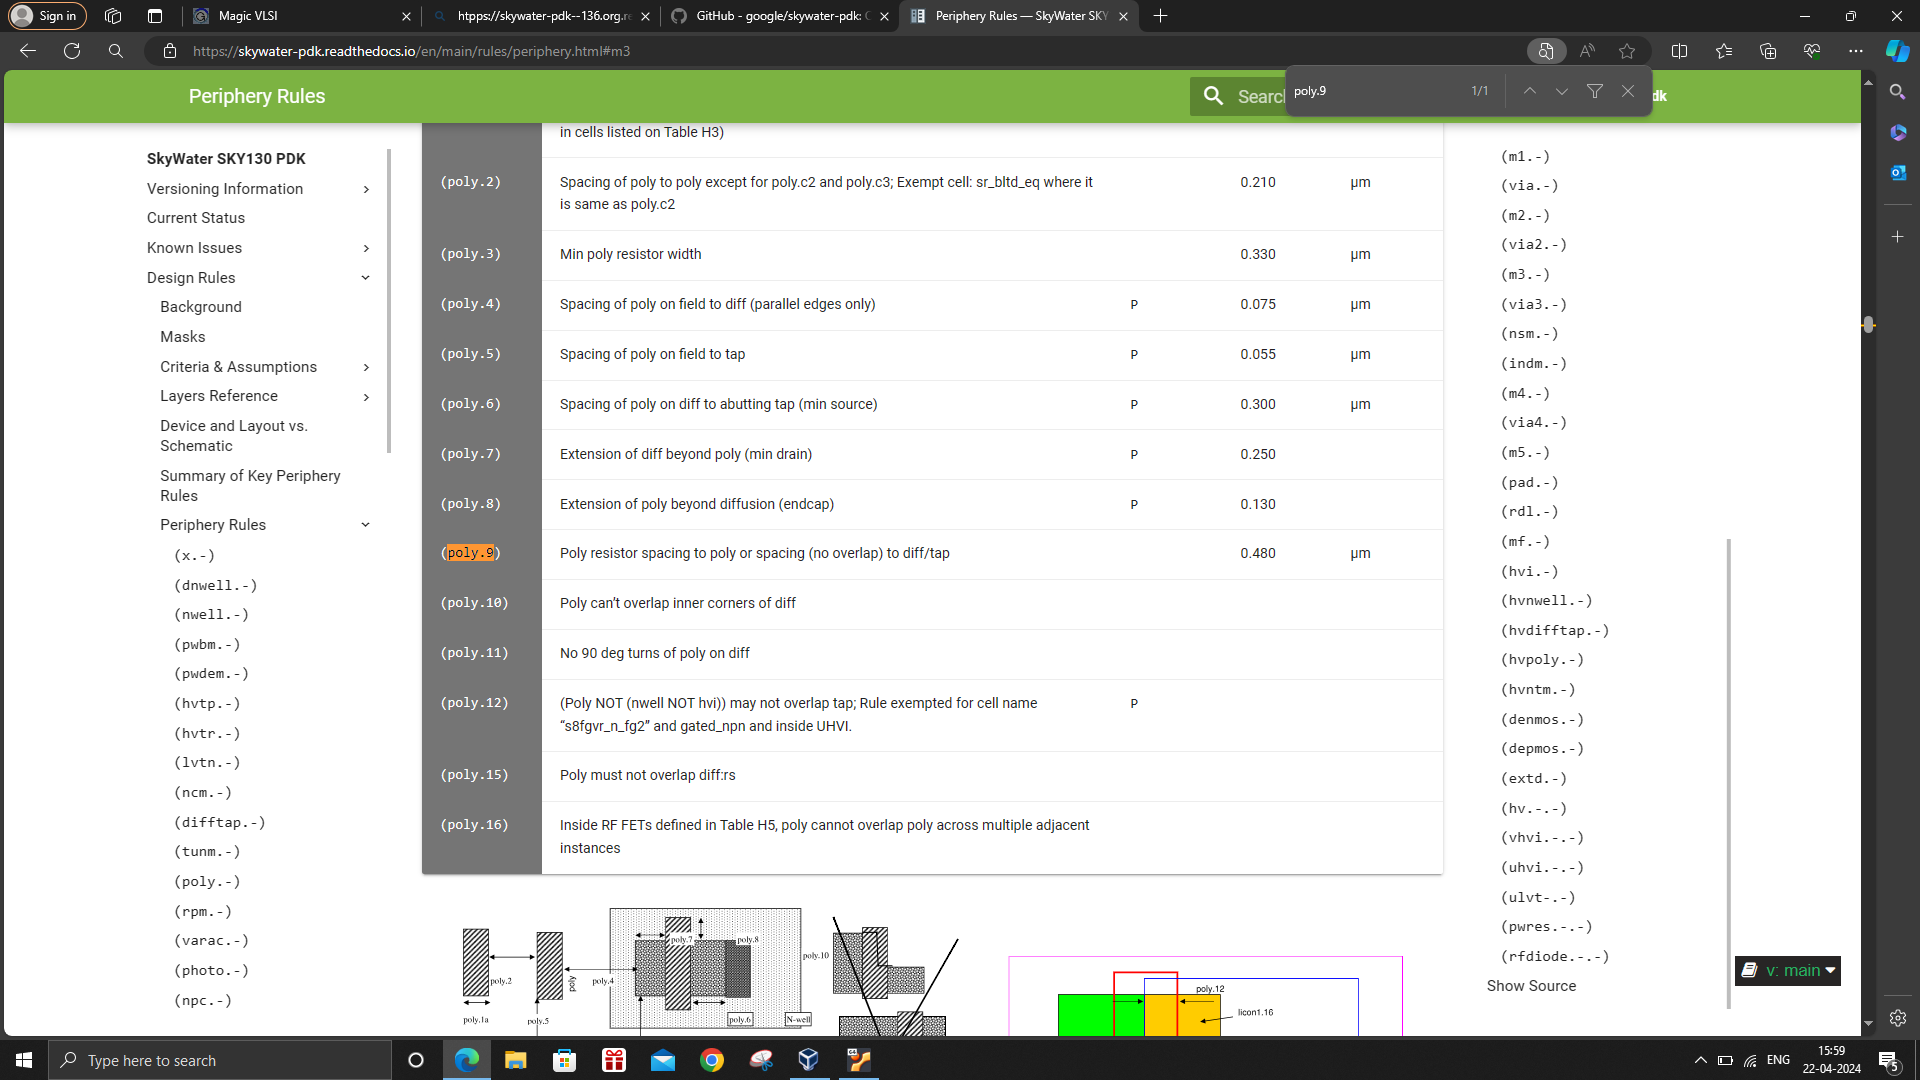 Sign in
Magic VLSI
htpps://skywater-pdk--136.org.r
GitHub - google/skywater-pdk:
Periphery Rules — SkyWater SKY
https://skywater-pdk.readthedocs.io/en/main/rules/periphery.html#m3
poly.9
1/1
Periphery Rules
Search
dk
SkyWater SKY130 PDK
Versioning Information
Current Status
Known Issues
Design Rules
Background
Masks
Criteria & Assumptions
Layers Reference
Device and Layout vs.
Schematic
Summary of Key Periphery
Rules
Periphery Rules
(x.-)
(dnwell.-)
(nwell.-)
(pwbm.-)
(pwdem.-)
(hvtp.-)
(hvtr.-)
(lvtn.-)
(ncm.-)
(difftap.-)
(tunm.-)
(poly.-)
(rpm.-)
(varac.-)
(photo.-)
(npc.-)
in cells listed on Table H3)
(poly.2) Spacing of poly to poly except for poly.c2 and poly.c3; Exempt cell: sr_bltd_eq where it 0.210 µm
is same as poly.c2
(poly.3) Min poly resistor width 0.330 µm
(poly.4) Spacing of poly on field to diff (parallel edges only) P 0.075 µm
(poly.5) Spacing of poly on field to tap P 0.055 µm
(poly.6) Spacing of poly on diff to abutting tap (min source) P 0.300 µm
(poly.7) Extension of diff beyond poly (min drain) P 0.250
(poly.8) Extension of poly beyond diffusion (endcap) P 0.130
(poly.9) Poly resistor spacing to poly or spacing (no overlap) to diff/tap 0.480 µm
(poly.10) Poly can’t overlap inner corners of diff
(poly.11) No 90 deg turns of poly on diff
(poly.12) (Poly NOT (nwell NOT hvi)) may not overlap tap; Rule exempted for cell name P
“s8fgvr_n_fg2” and gated_npn and inside UHVI.
(poly.15) Poly must not overlap diff:rs
(poly.16) Inside RF FETs defined in Table H5, poly cannot overlap poly across multiple adjacent
instances
poly.7
poly.8
poly.10
poly.2
poly
poly.4
poly.1a
poly.5
poly.6
N-well
poly.12
licon1.16
(m1.-)
(via.-)
(m2.-)
(via2.-)
(m3.-)
(via3.-)
(nsm.-)
(indm.-)
(m4.-)
(via4.-)
(m5.-)
(pad.-)
(rdl.-)
(mf.-)
(hvi.-)
(hvnwell.-)
(hvdifftap.-)
(hvpoly.-)
(hvntm.-)
(denmos.-)
(depmos.-)
(extd.-)
(hv.-.-)
(vhvi.-.-)
(uhvi.-.-)
(ulvt-.-)
(pwres.-.-)
(rfdiode.-.-)
Show Source
v: main
Type here to search
ENG
15:59
22-04-2024
5